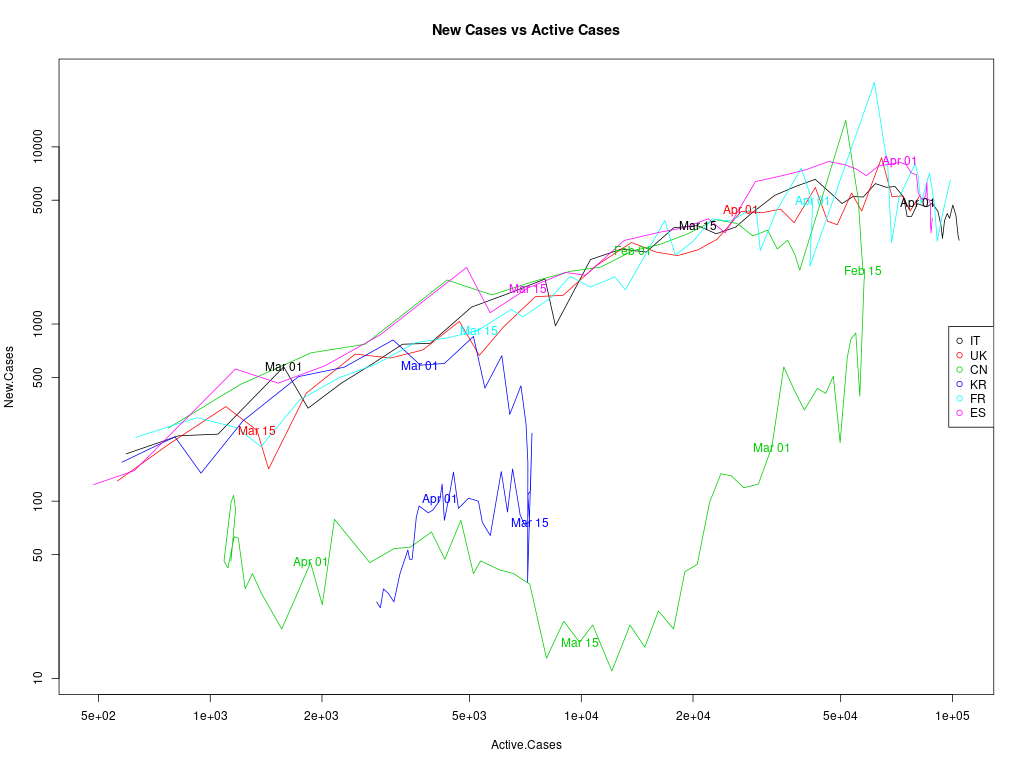 New Cases vs Active Cases
New.Cases
10000
5000
1000
500
100
50
10
Apr 01
Apr 01
Apr 01
Apr 01
Mar 15
Feb 01
Feb 15
Mar 15
Mar 15
Mar 01
Mar 01
Mar 15
Mar 01
Apr 01
Mar 15
Apr 01
Mar 15
IT
UK
CN
KR
FR
ES
5e+02
1e+03
2e+03
5e+03
1e+04
2e+04
5e+04
1e+05
Active.Cases